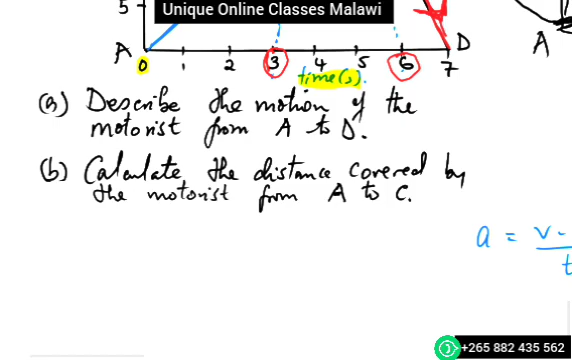 5
Unique Online Classes Malawi
A
D
0 1 2 3 4 5 6 7
time(s).
(a) Describe the motion of the
motorist from A to D.
(b) Calculate the distance covered by
the motorist from A to C.
A
a = v -
t
+265 882 435 562